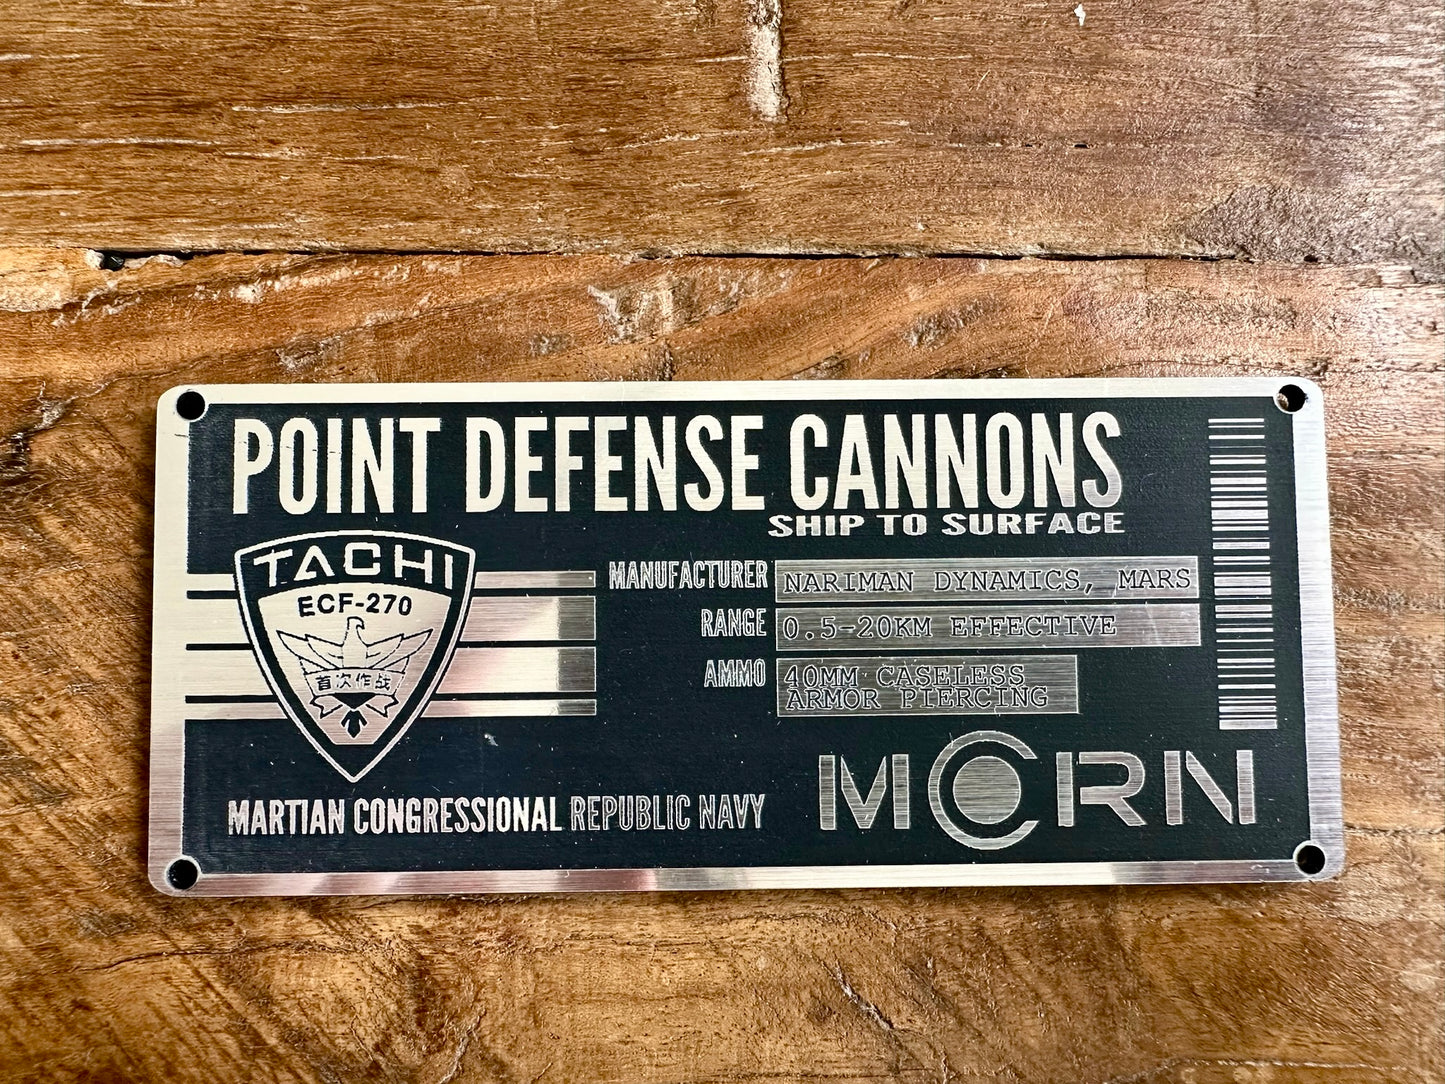 POINT DEFENSE CANNONS
SHIP TO SURFACE
TACHI
ECF-270
首次作战
MANUFACTURER NARIMAN DYNAMICS, MARS
RANGE 0.5-20KM EFFECTIVE
AMMO 40MM CASELESS
ARMOR PIERCING
MARTIAN CONGRESSIONAL REPUBLIC NAVY
MCRN